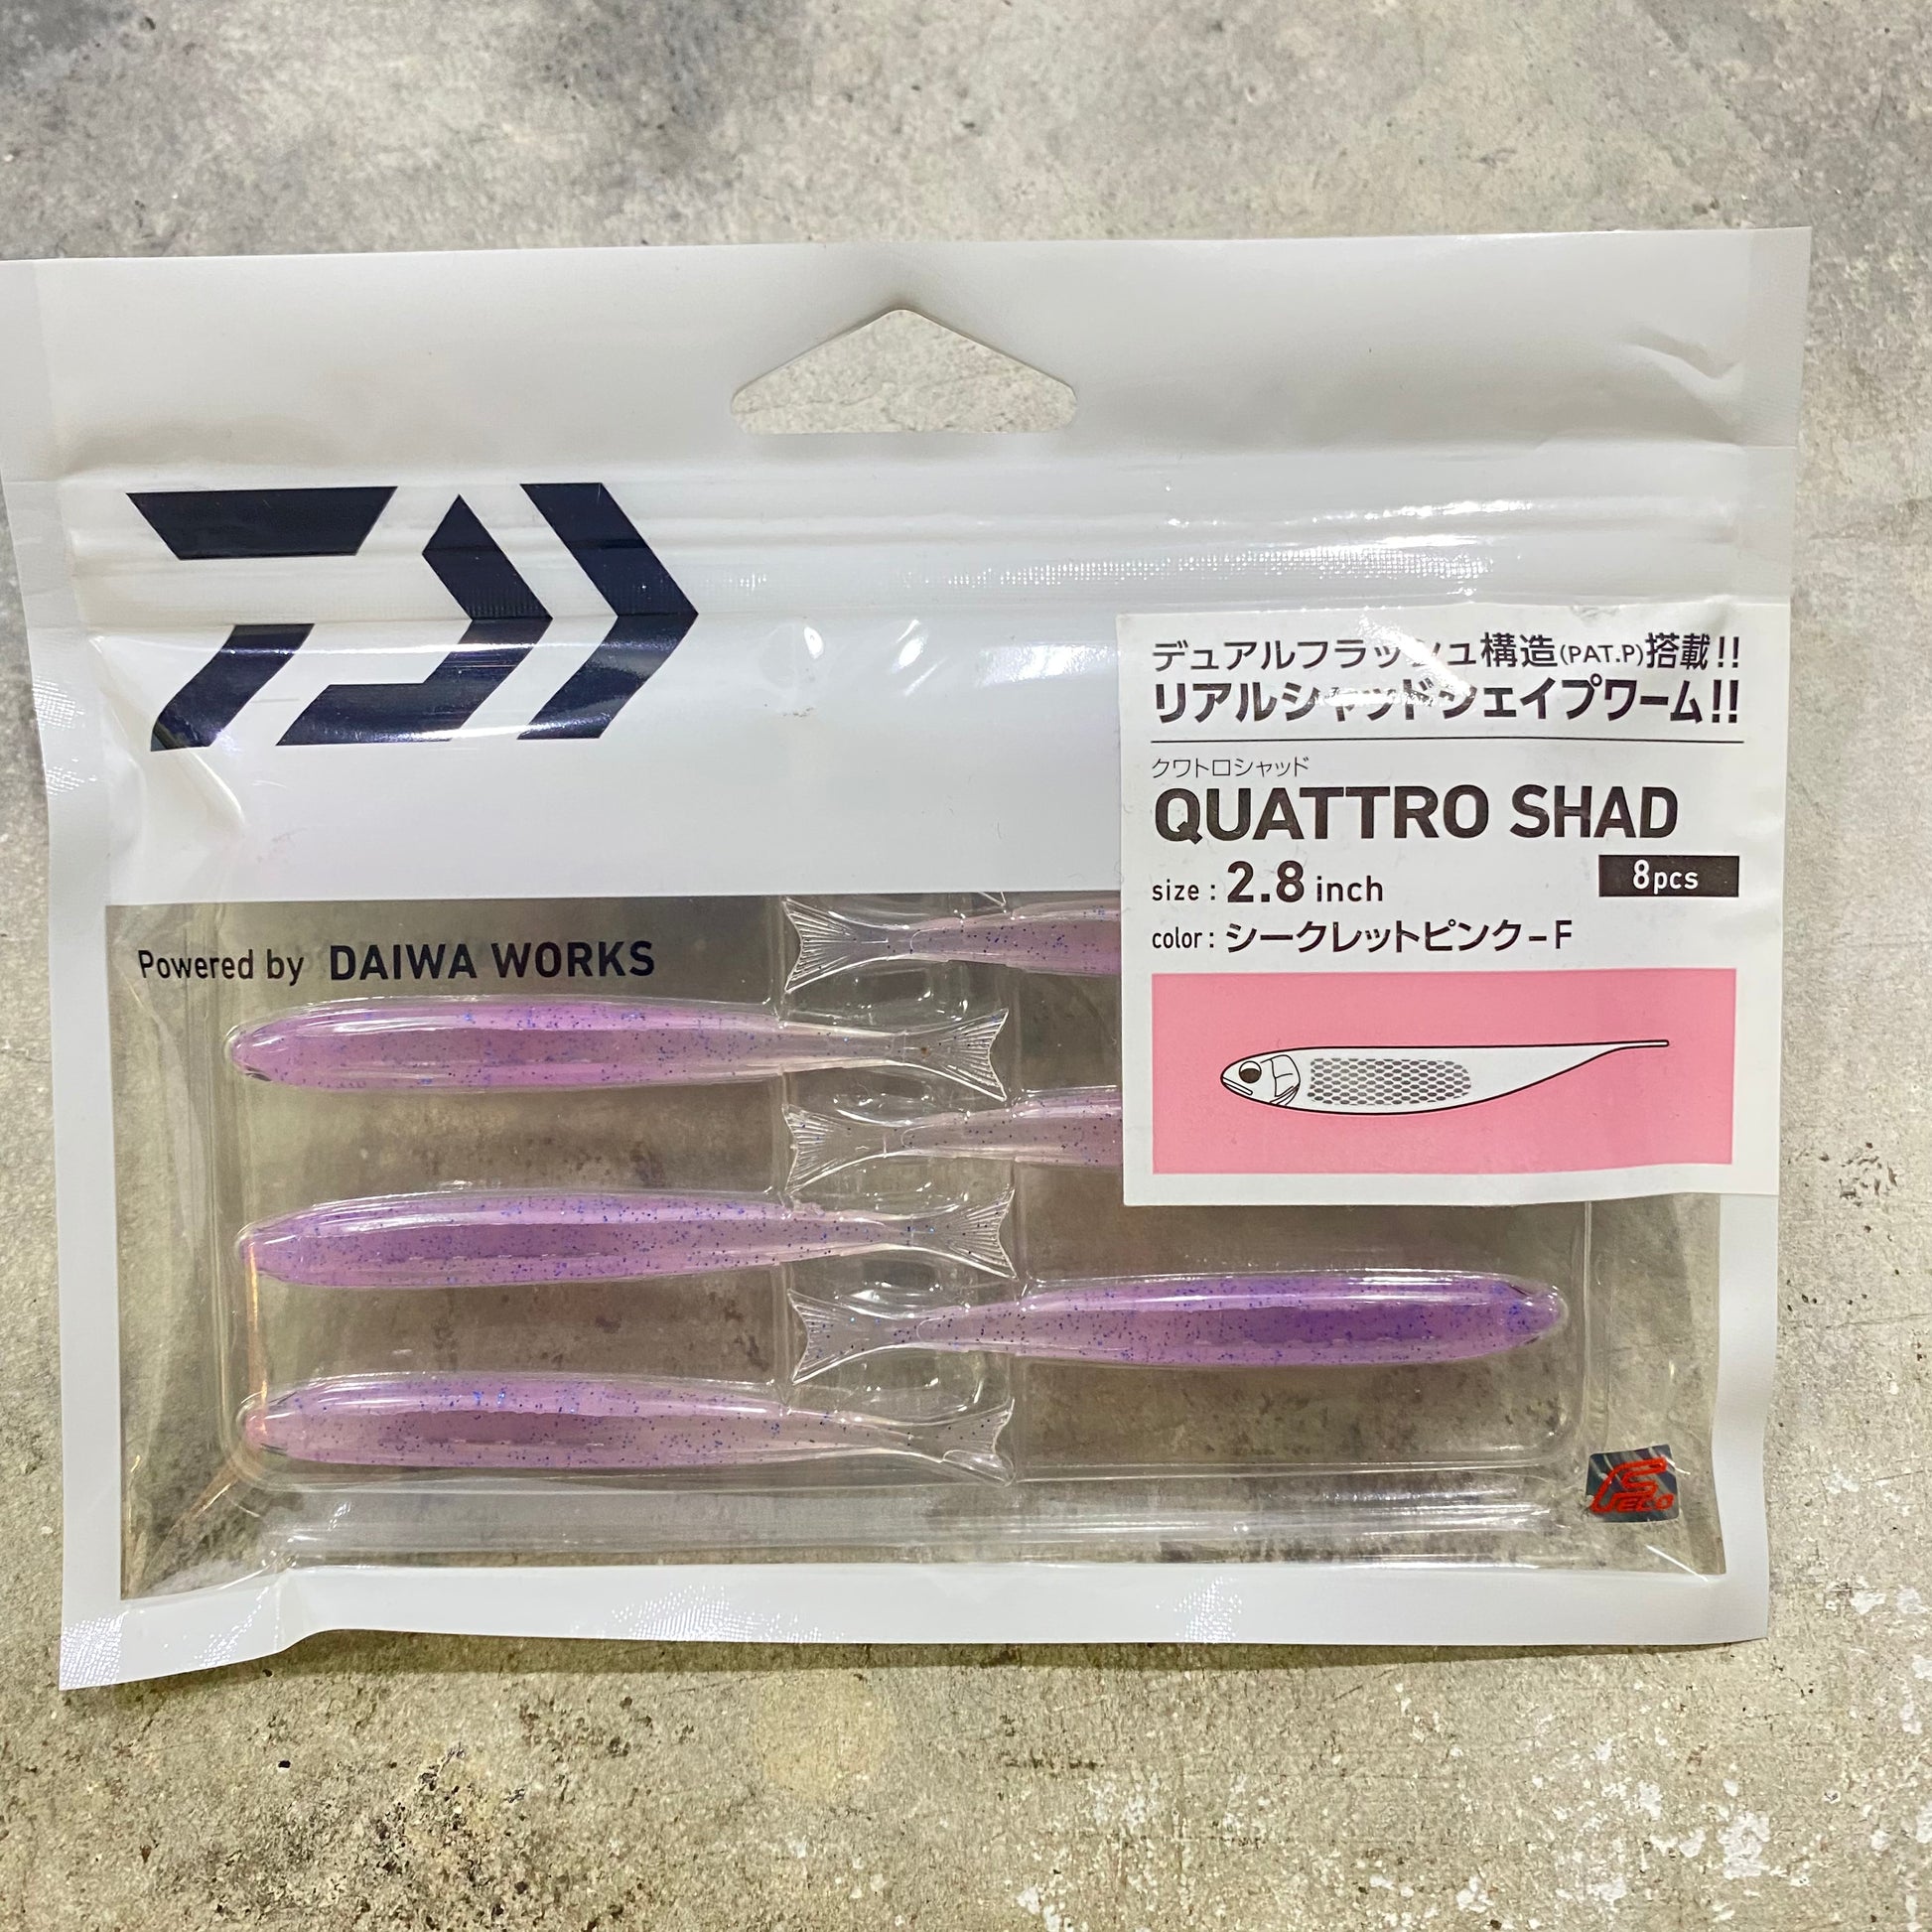 デュアルフラッシュ構造(PAT.P)搭載!!
リアルシャッドシェイプワーム!!
クワトロシャッド
QUATTRO SHAD
size : 2.8 inch
8pcs
color : シークレットピンク-F
Powered by DAIWA WORKS
FECO